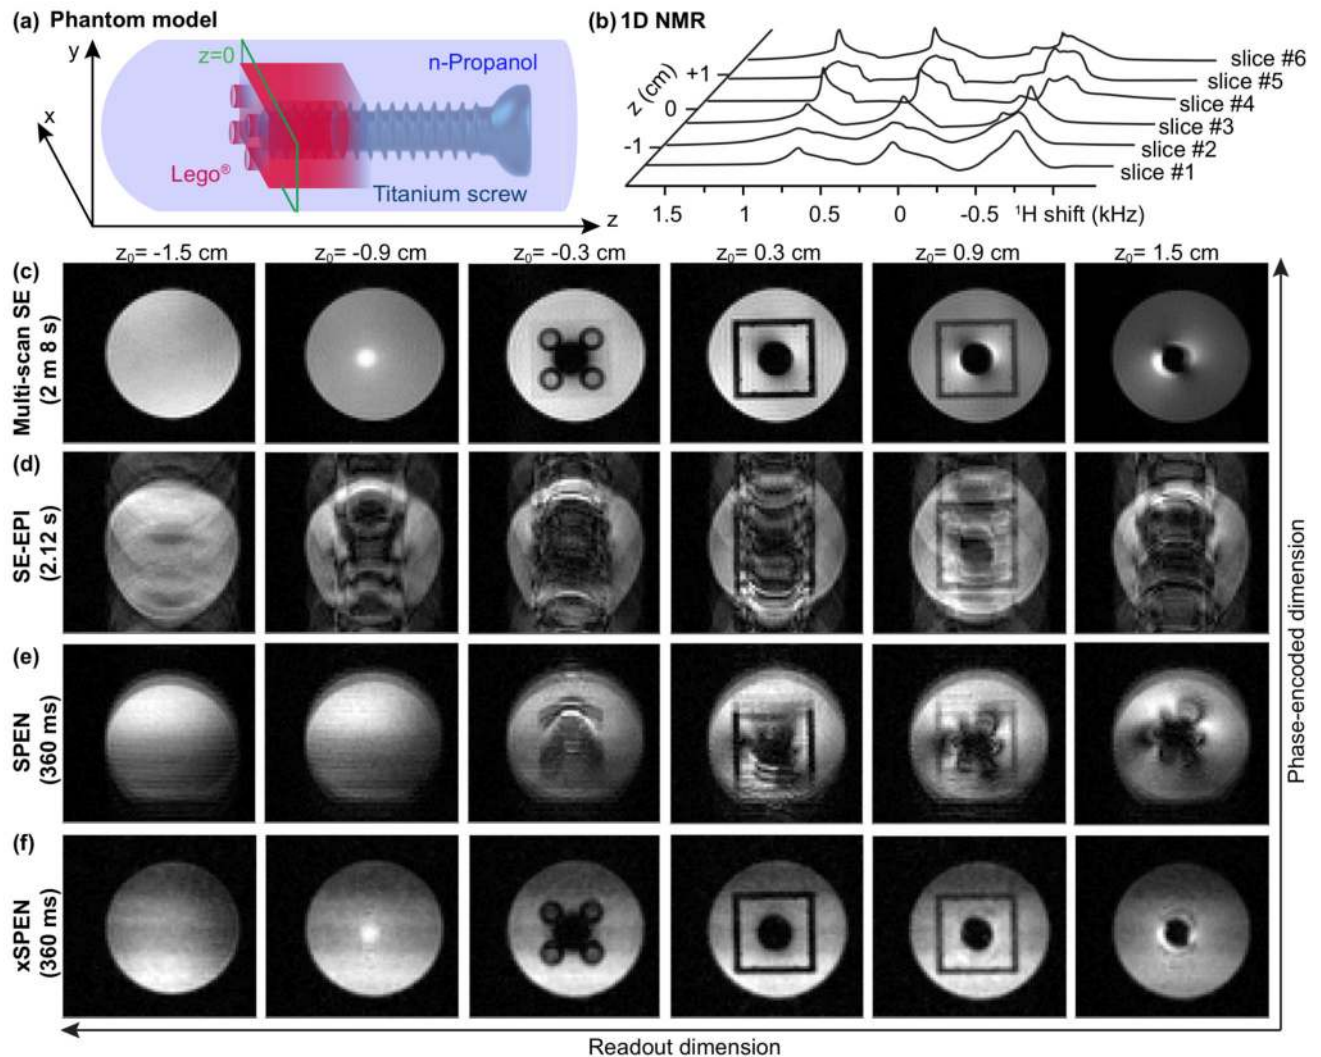 (a) Phantom model
y
x
z
z=0
n-Propanol
Lego®
Titanium screw
(b) 1D NMR
z (cm)
+1
0
-1
slice #6
slice #5
slice #4
slice #3
slice #2
slice #1
1.5 1 0.5 0 -0.5 ¹H shift (kHz)
z₀= -1.5 cm z₀= -0.9 cm z₀= -0.3 cm z₀= 0.3 cm z₀= 0.9 cm z₀= 1.5 cm
(c)
Multi-scan SE
(2 m 8 s)
(d)
SE-EPI
(2.12 s)
(e)
SPEN
(360 ms)
(f)
xSPEN
(360 ms)
Phase-encoded dimension
Readout dimension